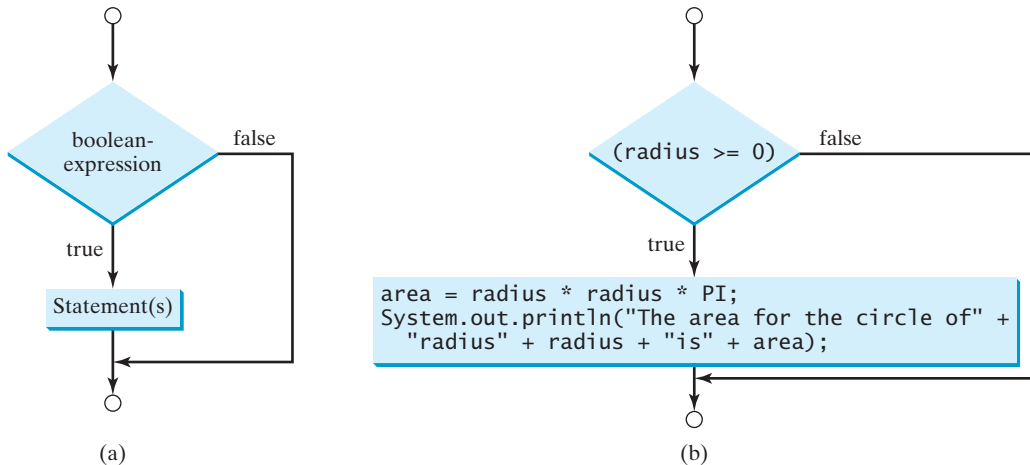 boolean-
expression
false
true
Statement(s)
(a)
(radius >= 0)
false
true
area = radius * radius * PI;
System.out.println("The area for the circle of" +
"radius" + radius + "is" + area);
(b)